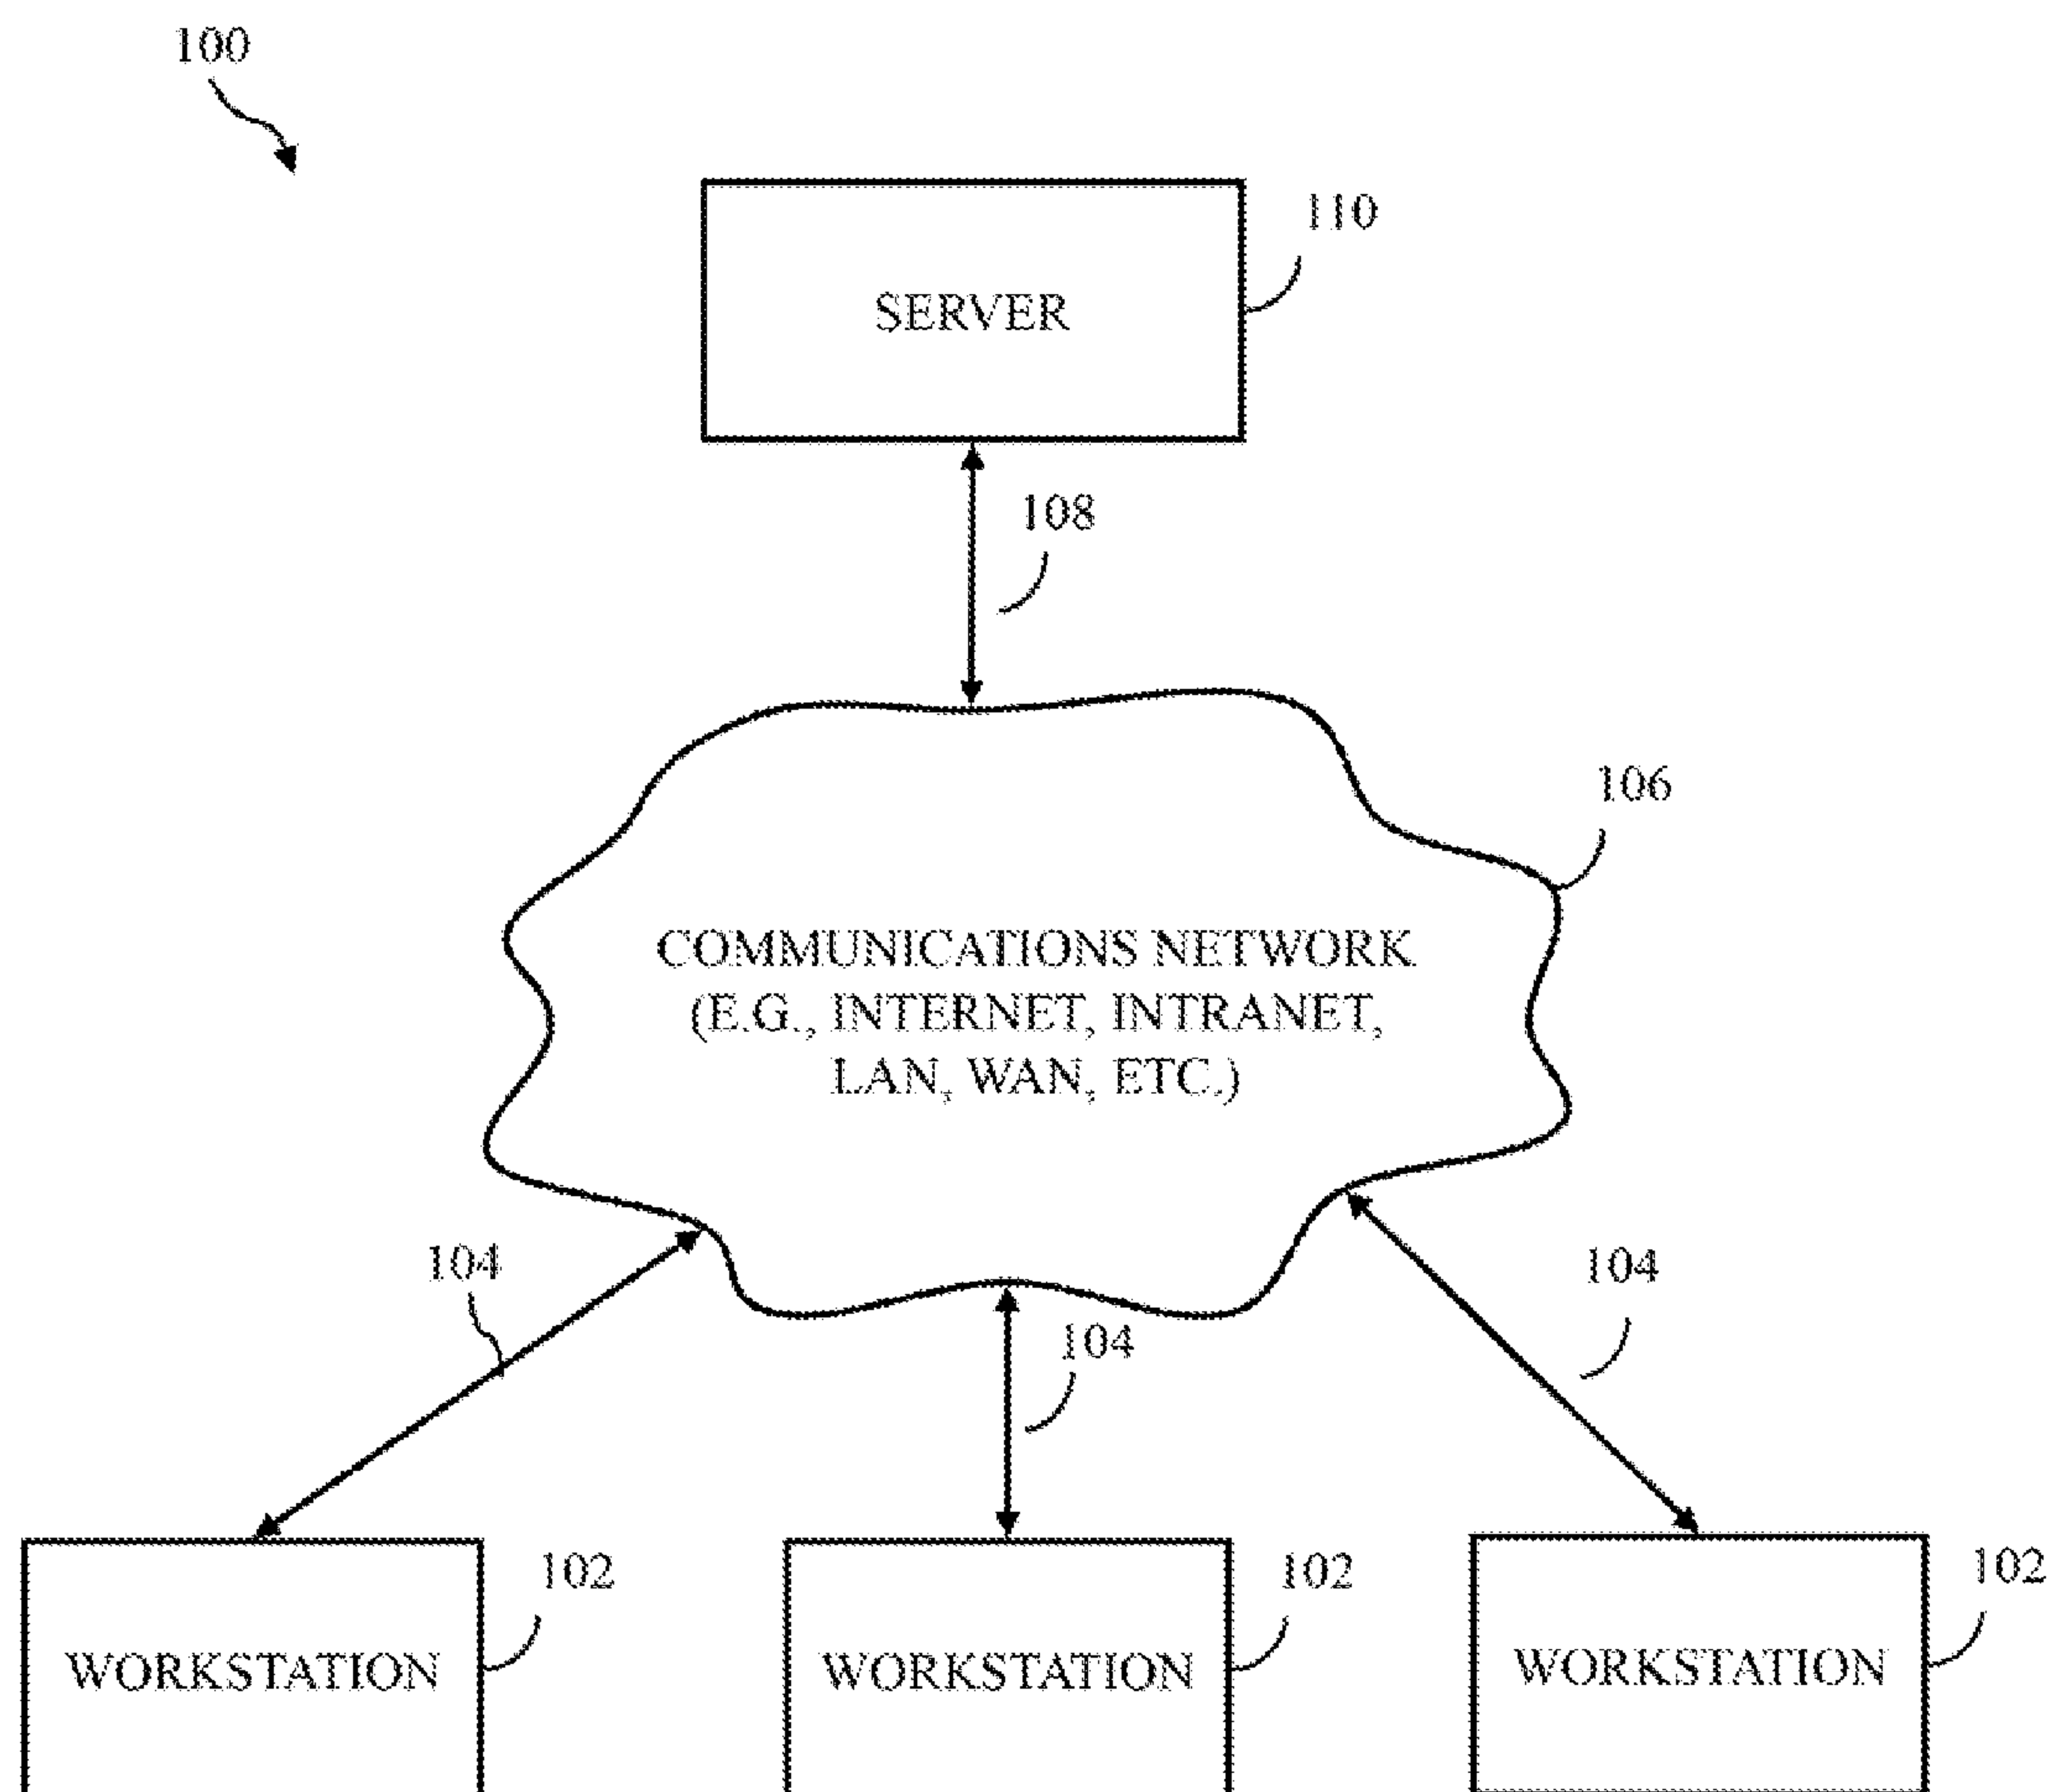 100
110
SERVER
108
106
COMMUNICATIONS NETWORK
(E.G., INTERNET, INTRANET,
LAN, WAN, ETC.)
104
104
104
102
102
102
WORKSTATION
WORKSTATION
WORKSTATION